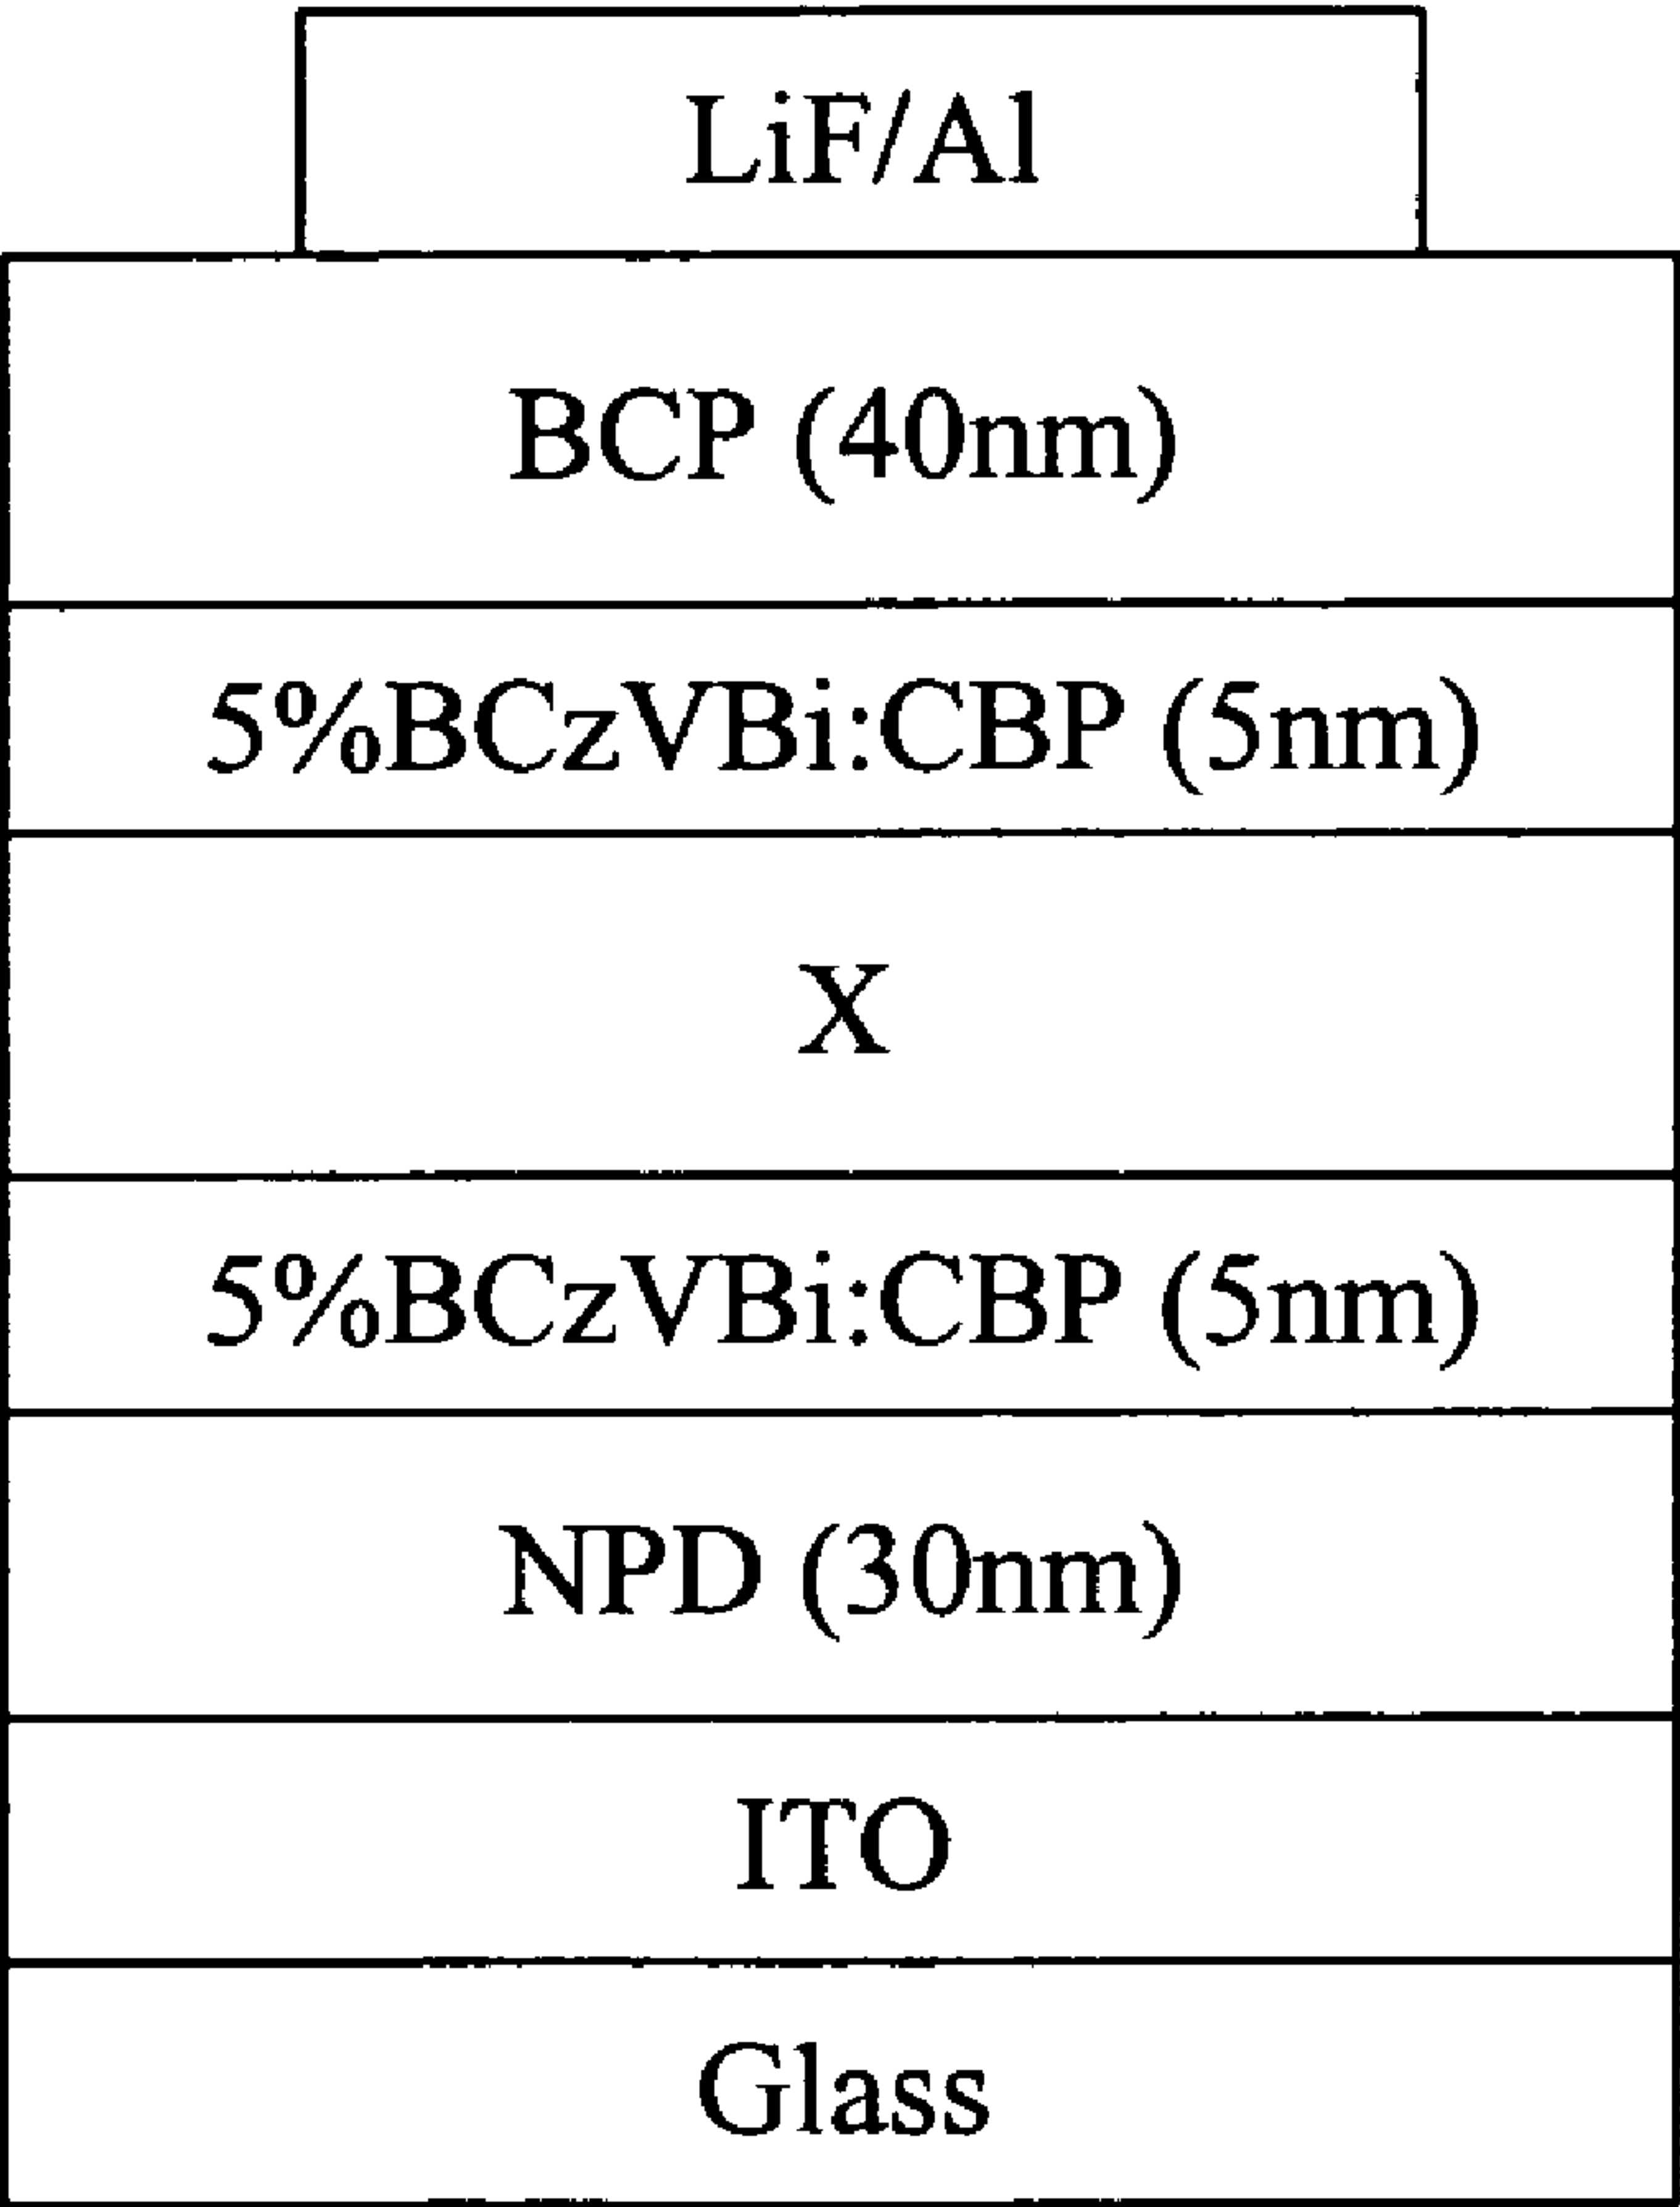 LiF/Al
BCP (40nm)
5%BCzVBi:CBP (5nm)
X
5%BCzVBi:CBP (5nm)
NPD (30nm)
ITO
Glass